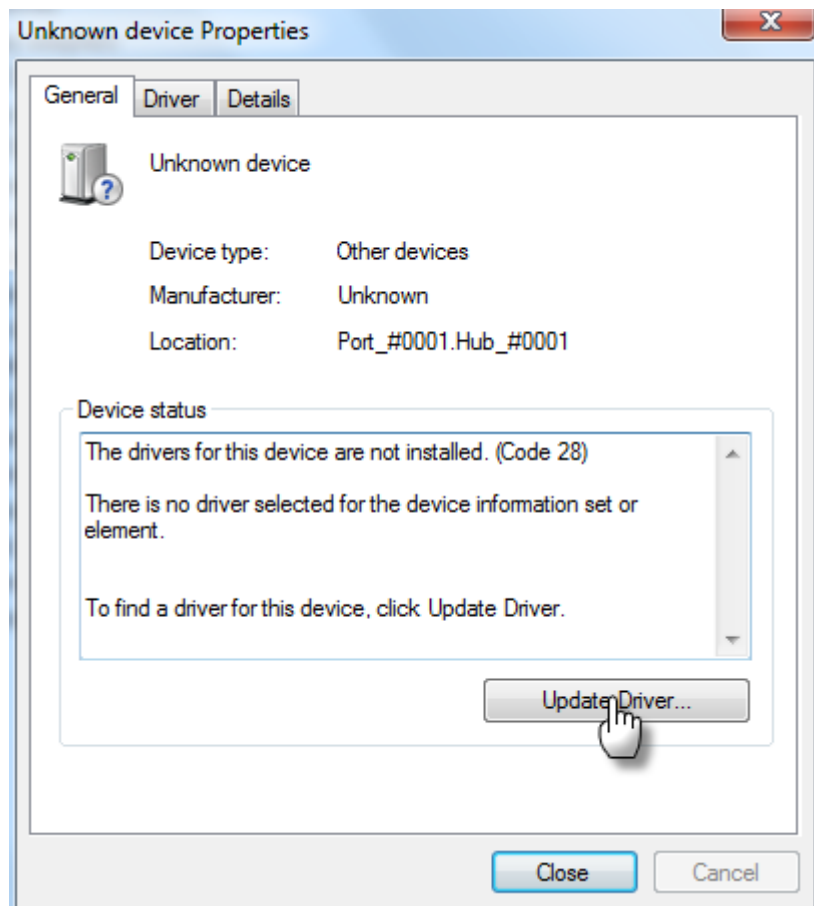 Unknown device Properties
General Driver Details
Unknown device
Device type: Other devices
Manufacturer: Unknown
Location: Port_#0001.Hub_#0001
Device status
The drivers for this device are not installed. (Code 28)
There is no driver selected for the device information set or
element.
To find a driver for this device, click Update Driver.
Update Driver...
Close Cancel